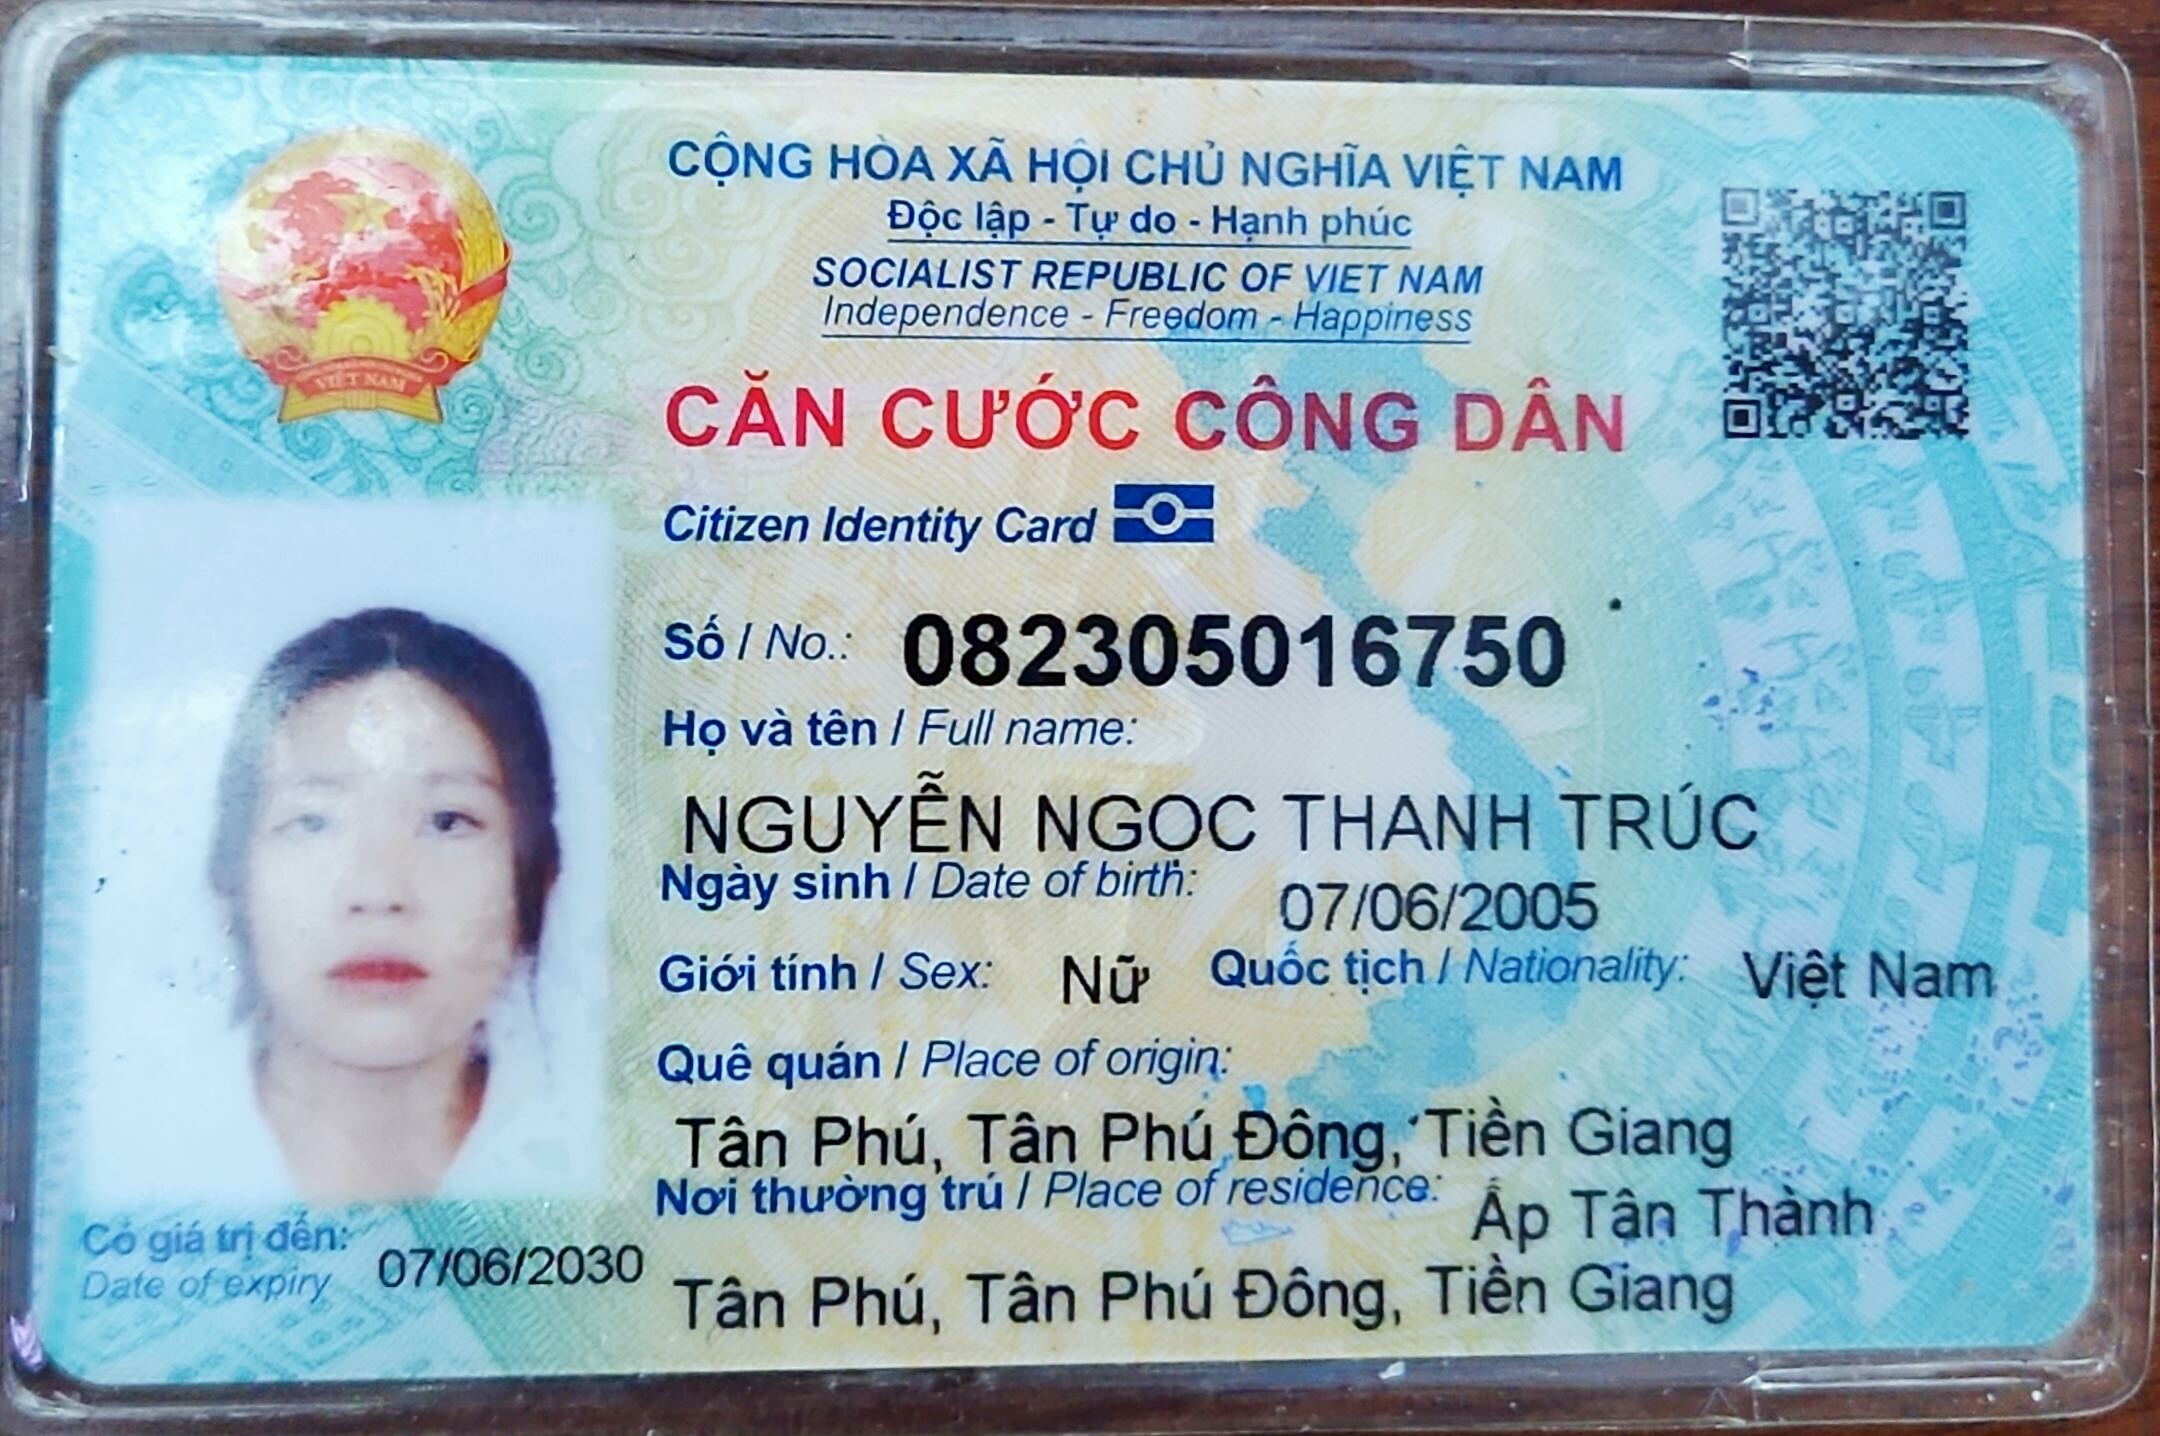 CỘNG HÒA XÃ HỘI CHỦ NGHĨA VIỆT NAM
Độc lập - Tự do - Hạnh phúc
SOCIALIST REPUBLIC OF VIET NAM
Independence - Freedom - Happiness
CĂN CƯỚC CÔNG DÂN
Citizen Identity Card
Số / No.: 082305016750
Họ và tên / Full name:
NGUYỄN NGỌC THANH TRÚC
Ngày sinh / Date of birth: 07/06/2005
Giới tính / Sex: Nữ Quốc tịch / Nationality: Việt Nam
Quê quán / Place of origin:
Tân Phú, Tân Phú Đông, Tiền Giang
Nơi thường trú / Place of residence: Ấp Tân Thành
Tân Phú, Tân Phú Đông, Tiền Giang
Có giá trị đến: 07/06/2030
Date of expiry
VIỆT NAM